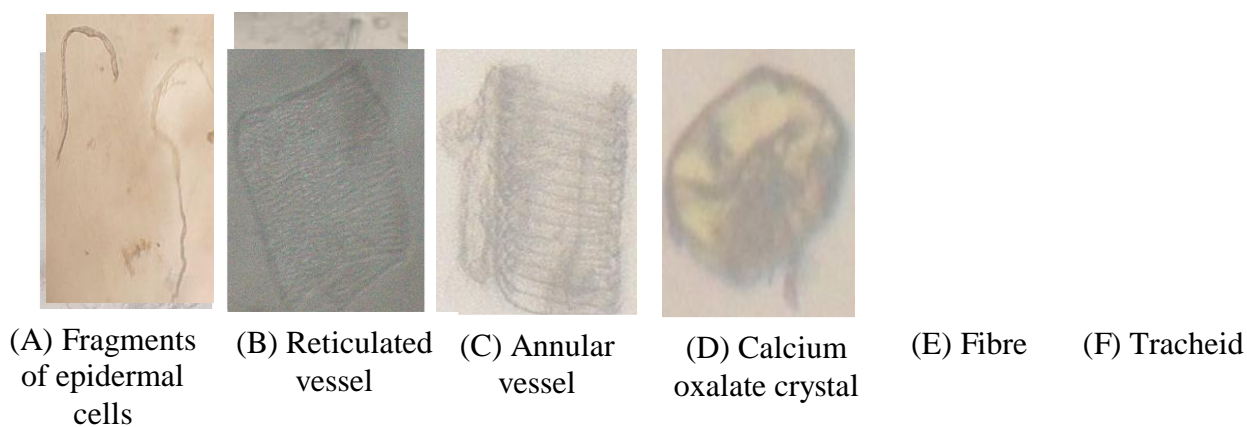 (A) Fragments
of epidermal
cells
(B) Reticulated
vessel
(C) Annular
vessel
(D) Calcium
oxalate crystal
(E) Fibre
(F) Tracheid